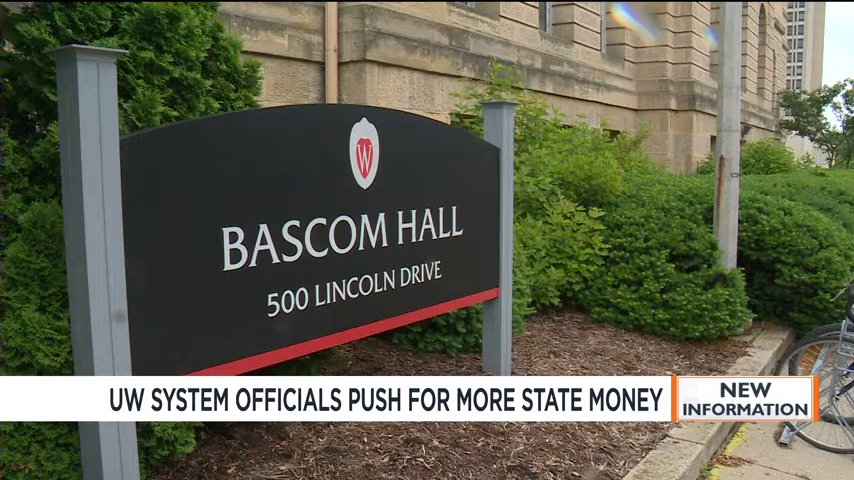 W
BASCOM HALL
500 LINCOLN DRIVE
UW SYSTEM OFFICIALS PUSH FOR MORE STATE MONEY
NEW
INFORMATION